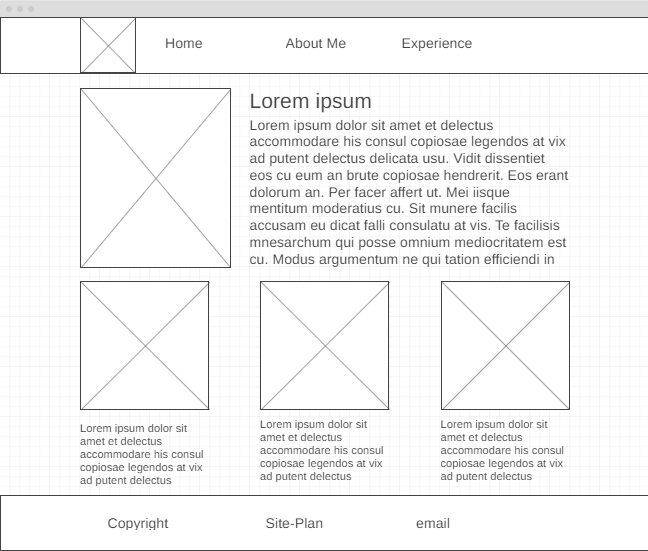 Home About Me Experience
Lorem ipsum
Lorem ipsum dolor sit amet et delectus
accommodare his consul copiosae legendos at vix
ad putent delectus delicata usu. Vidit dissentiet
eos cu eum an brute copiosae hendrerit. Eos erant
dolorum an. Per facer affert ut. Mei iisque
mentitum moderatius cu. Sit munere facilis
accusam eu dicat falli consulatu at vis. Te facilisis
mnesarchum qui posse omnium mediocritatem est
cu. Modus argumentum ne qui tation efficiendi in
Lorem ipsum dolor sit
amet et delectus
accommodare his consul
copiosae legendos at vix
ad putent delectus
Lorem ipsum dolor sit
amet et delectus
accommodare his consul
copiosae legendos at vix
ad putent delectus
Lorem ipsum dolor sit
amet et delectus
accommodare his consul
copiosae legendos at vix
ad putent delectus
Copyright Site-Plan email